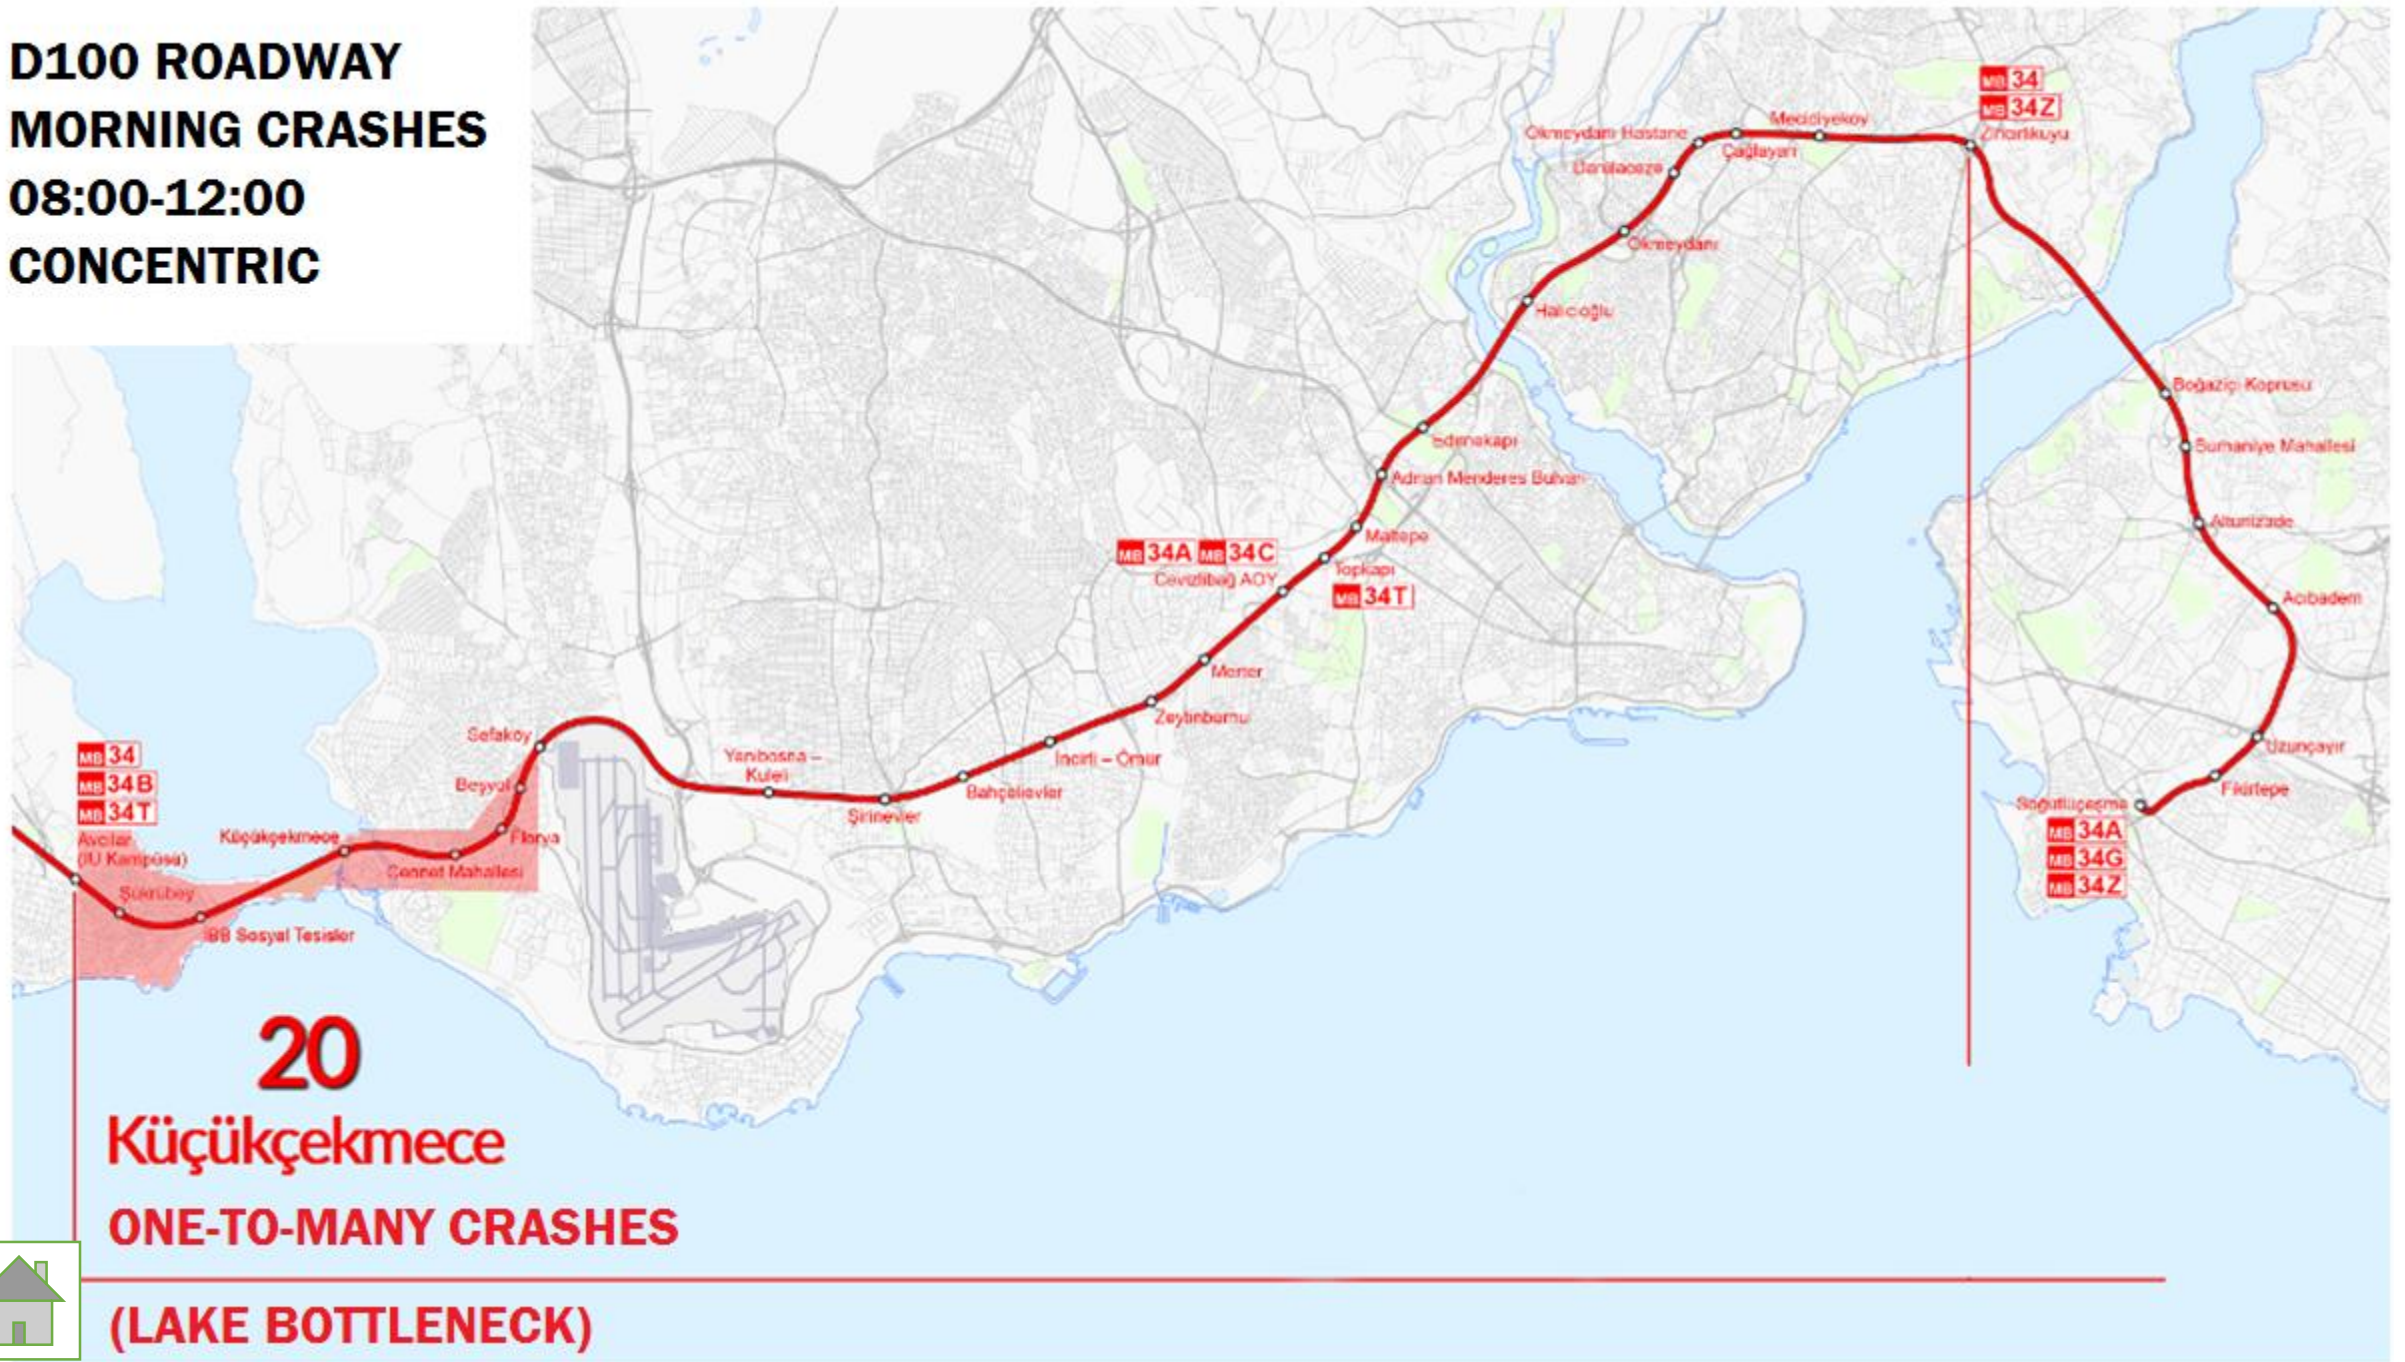 D100 ROADWAY
MORNING CRASHES
08:00-12:00
CONCENTRIC
MB 34
MB 34Z
Zincirlikuyu
Mecidiyeköy
Okmeydanı Hastane
Çağlayan
Darülaceze
Okmeydanı
Halıcıoğlu
Boğaziçi Köprüsü
Burhaniye Mahallesi
Edirnekapı
Adnan Menderes Bulvarı
Altunizade
Maltepe
MB 34A MB 34C
Cevizlibağ AÖY
Topkapı
MB 34T
Acıbadem
Merter
Zeytinburnu
Sefaköy
Uzunçayır
MB 34
MB 34B
MB 34T
Avcılar
(İÜ Kampüsü)
Yenibosna –
Kuleli
İncirli – Ömür
Beşyol
Bahçelievler
Fikirtepe
Söğütlüçeşme
MB 34A
MB 34G
MB 34Z
Şirinevler
Küçükçekmece
Florya
Cennet Mahallesi
Şükrübey
İBB Sosyal Tesisler
20
Küçükçekmece
ONE-TO-MANY CRASHES
(LAKE BOTTLENECK)